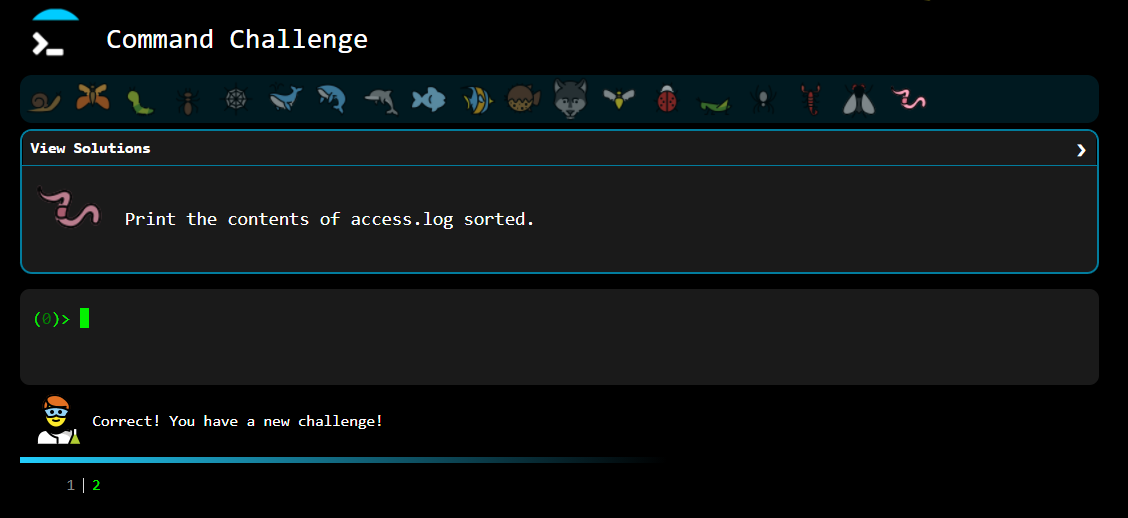 Command Challenge
View Solutions
Print the contents of access.log sorted.
(0)>
Correct! You have a new challenge!
1 | 2